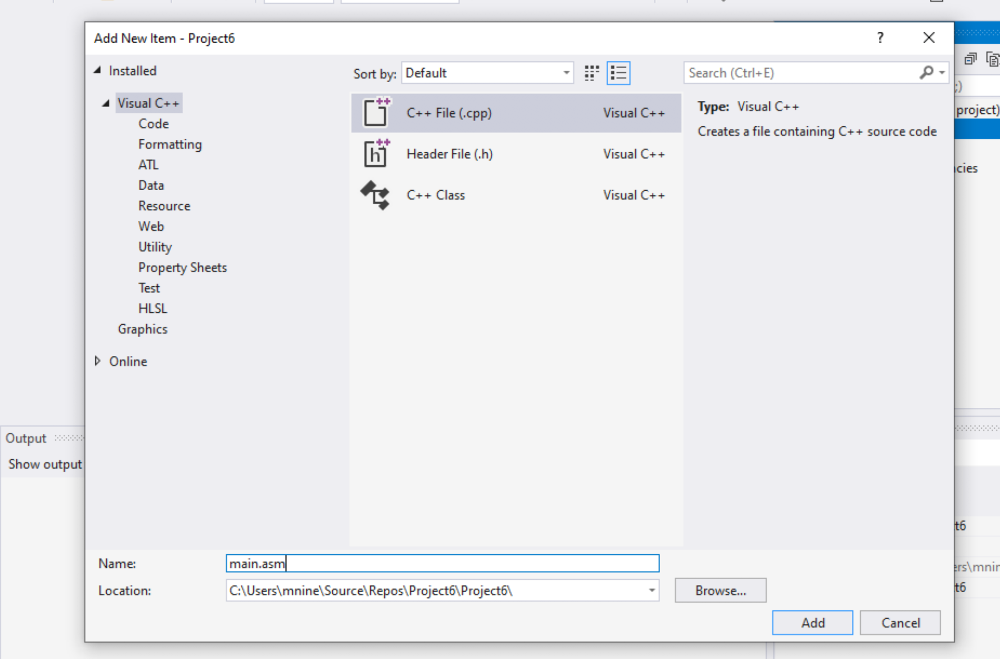 Add New Item - Project6
?
Installed
Sort by: Default
Search (Ctrl+E)
Visual C++
Code
Formatting
ATL
Data
Resource
Web
Utility
Property Sheets
Test
HLSL
Graphics
Online
C++ File (.cpp) Visual C++
Header File (.h) Visual C++
C++ Class Visual C++
Type: Visual C++
Creates a file containing C++ source code
;)
project)
cies
Output
Show output
t6
ers\mnin
t6
Name: main.asm
Location: C:\Users\mnine\Source\Repos\Project6\Project6\
Browse...
Add
Cancel